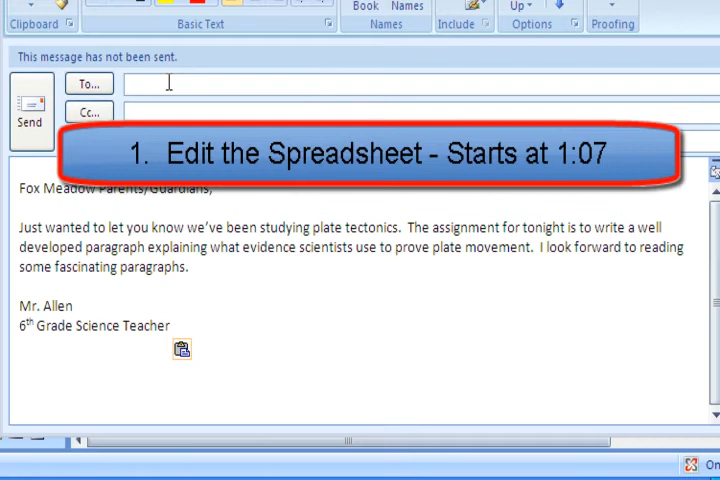 Book Names Up
Clipboard Basic Text Names Include Options Proofing
This message has not been sent.
To...
Cc...
Send
1. Edit the Spreadsheet - Starts at 1:07
Fox Meadow Parents/Guardians,
Just wanted to let you know we've been studying plate tectonics. The assignment for tonight is to write a well
developed paragraph explaining what evidence scientists use to prove plate movement. I look forward to reading
some fascinating paragraphs.
Mr. Allen
6th Grade Science Teacher